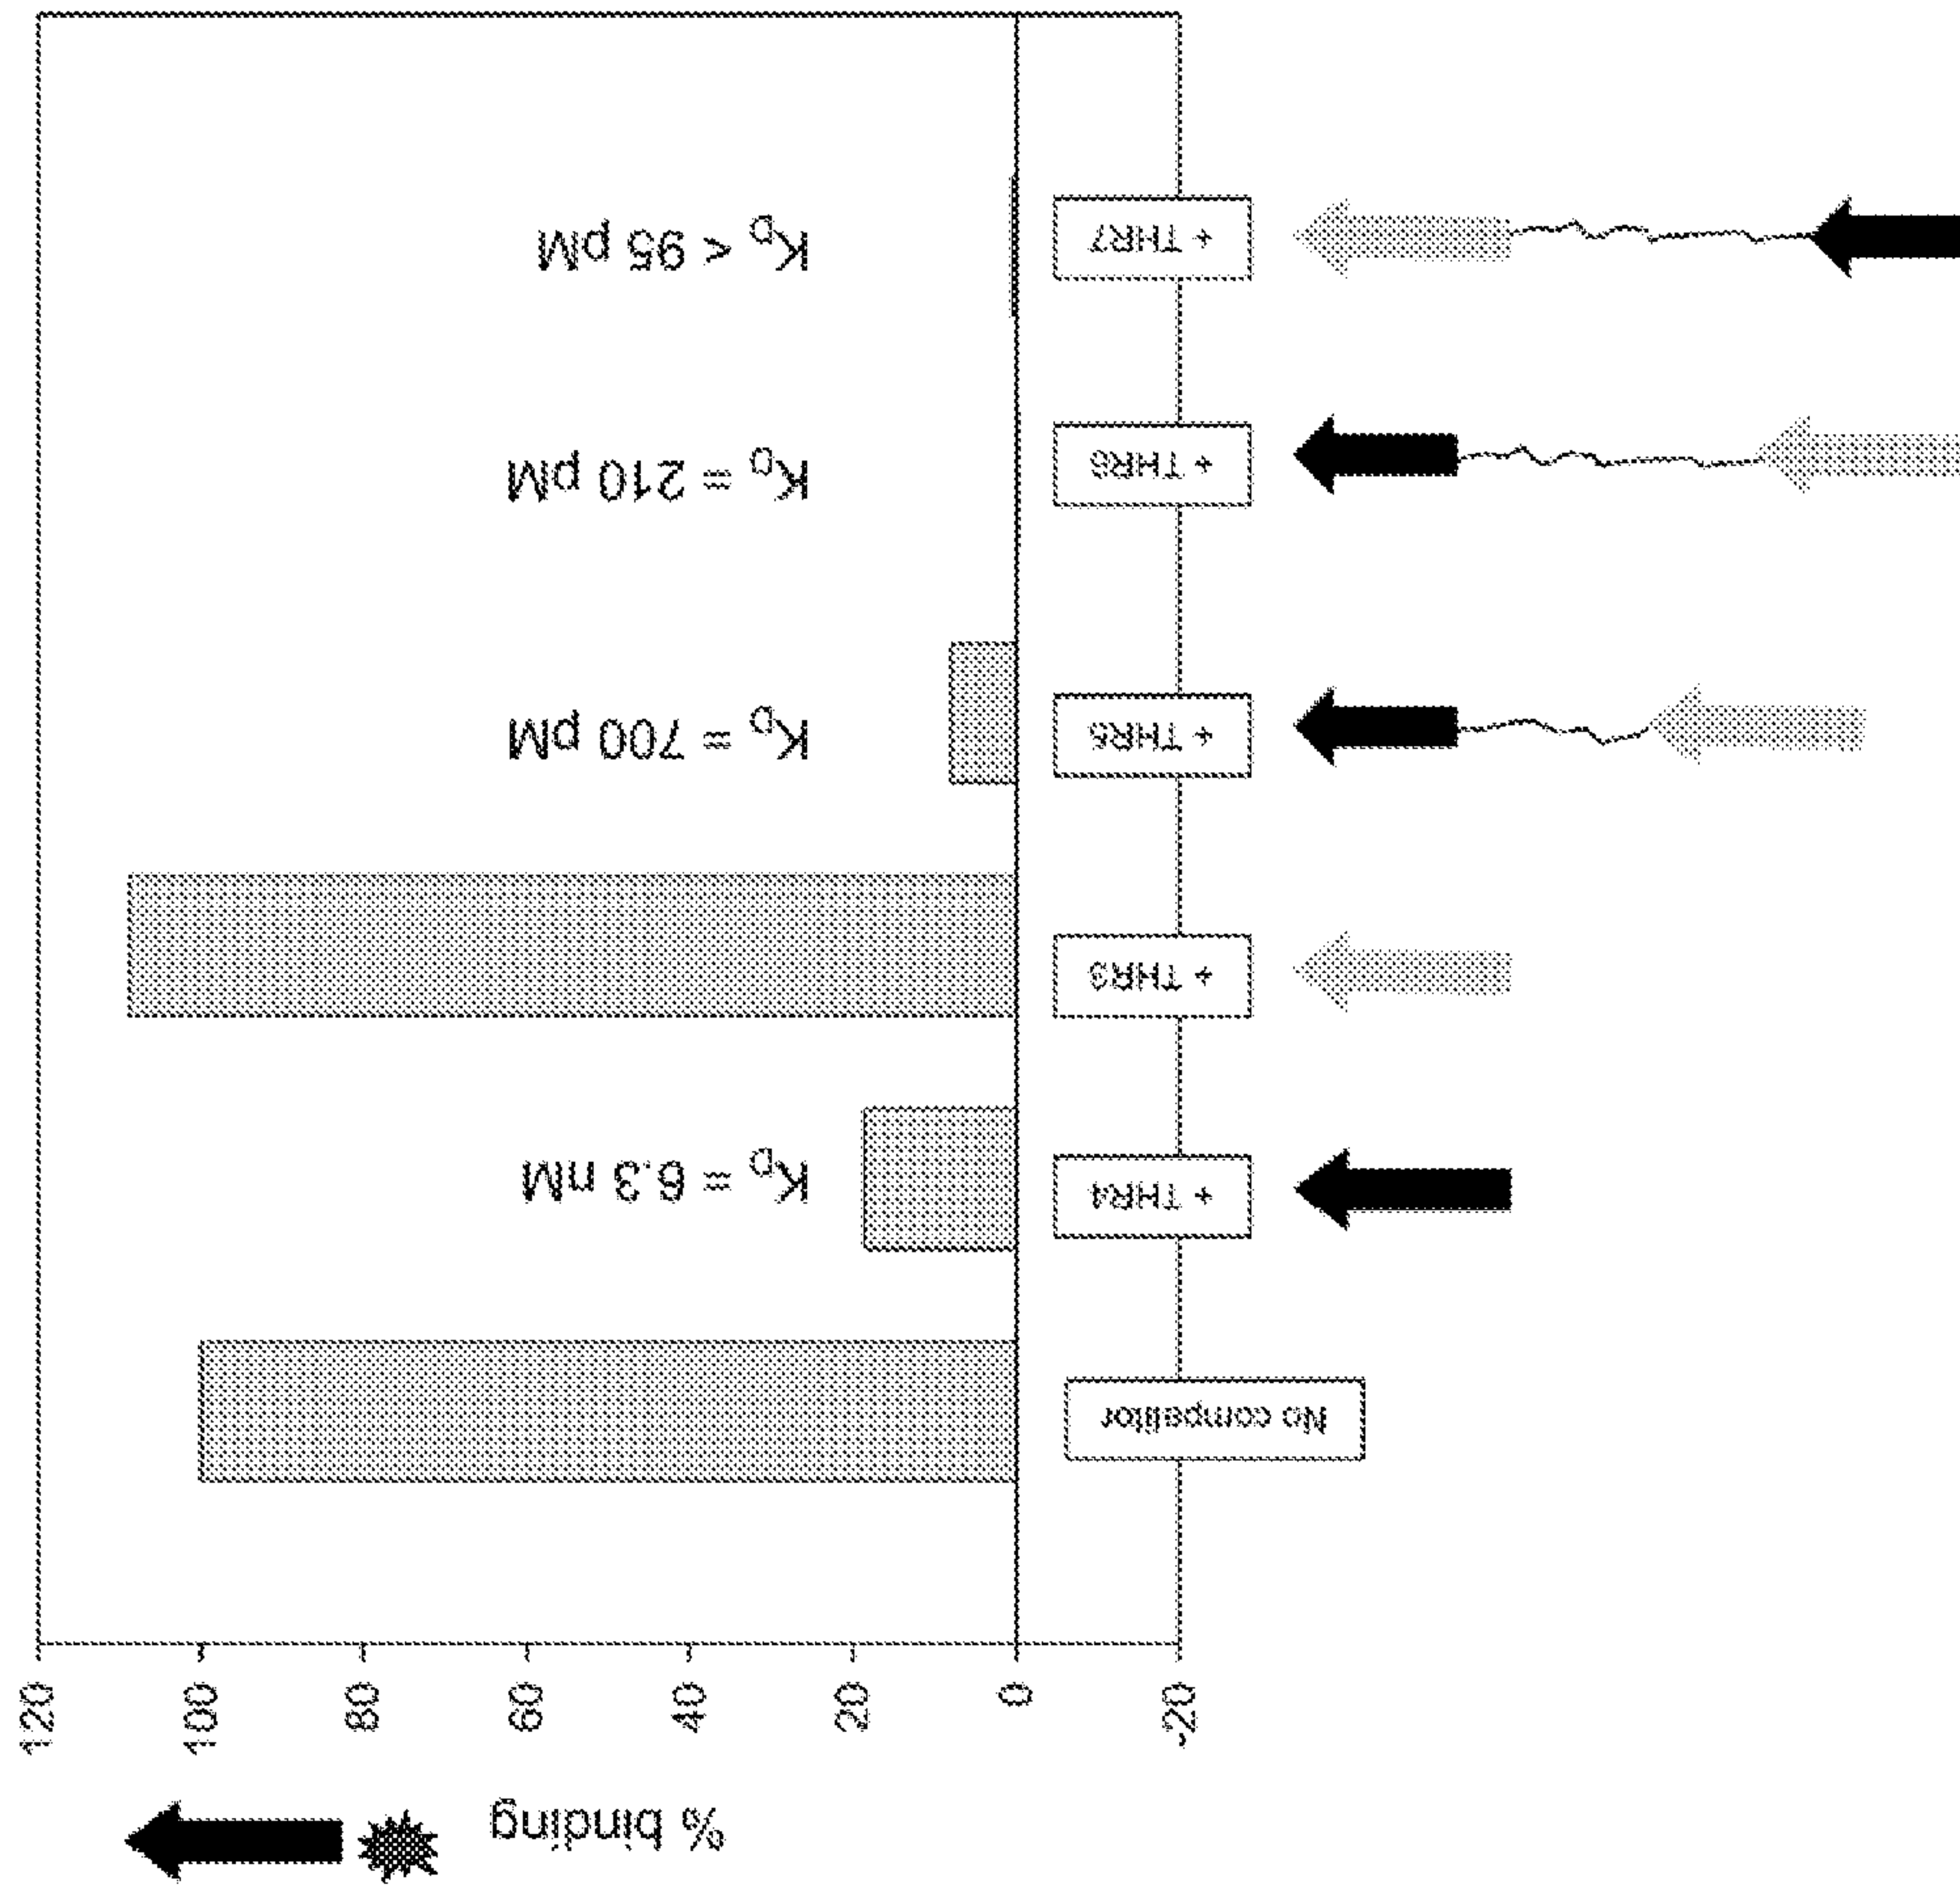 % binding
120
100
80
60
40
20
0
-20
K_D = 6.3 nM
K_D = 700 pM
K_D = 210 pM
K_D < 95 pM
No competitor
+ THR4
+ THR3
+ THR5
+ THR6
+ THR7